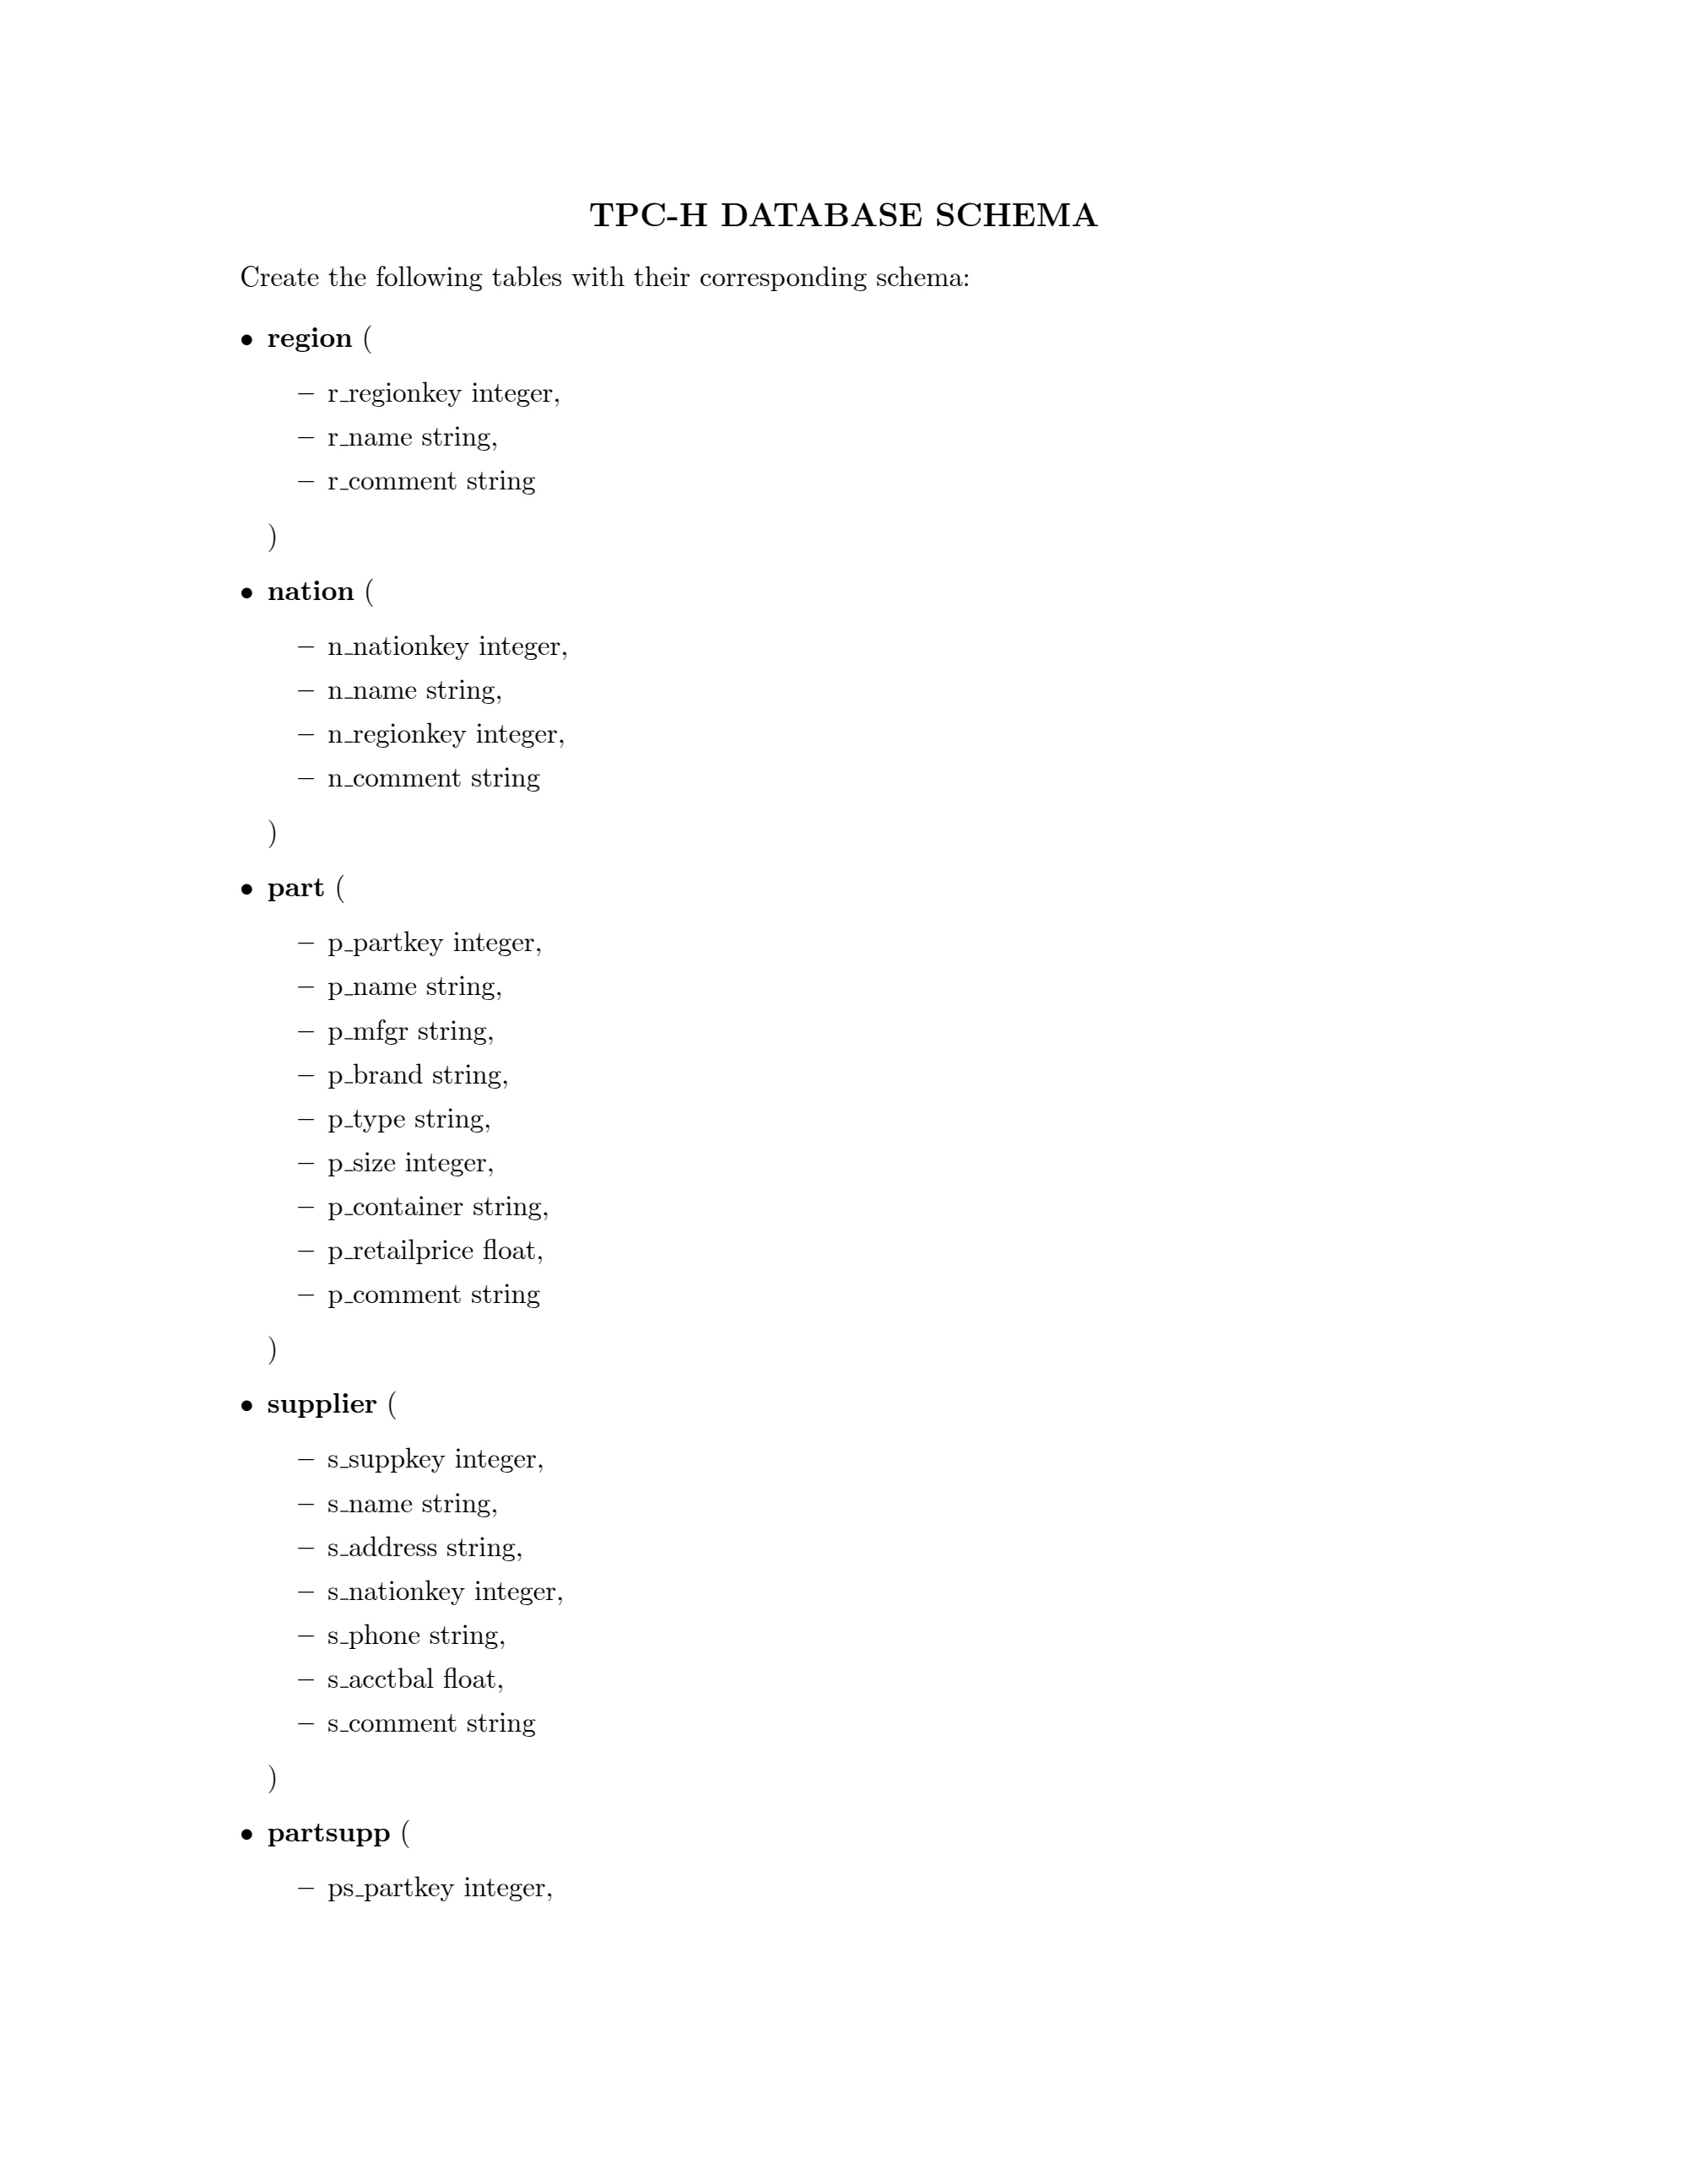 TPC-H DATABASE SCHEMA
Create the following tables with their corresponding schema:
• region (
– r_regionkey integer,
– r_name string,
– r_comment string
)
• nation (
– n_nationkey integer,
– n_name string,
– n_regionkey integer,
– n_comment string
)
• part (
– p_partkey integer,
– p_name string,
– p_mfgr string,
– p_brand string,
– p_type string,
– p_size integer,
– p_container string,
– p_retailprice float,
– p_comment string
)
• supplier (
– s_suppkey integer,
– s_name string,
– s_address string,
– s_nationkey integer,
– s_phone string,
– s_acctbal float,
– s_comment string
)
• partsupp (
– ps_partkey integer,